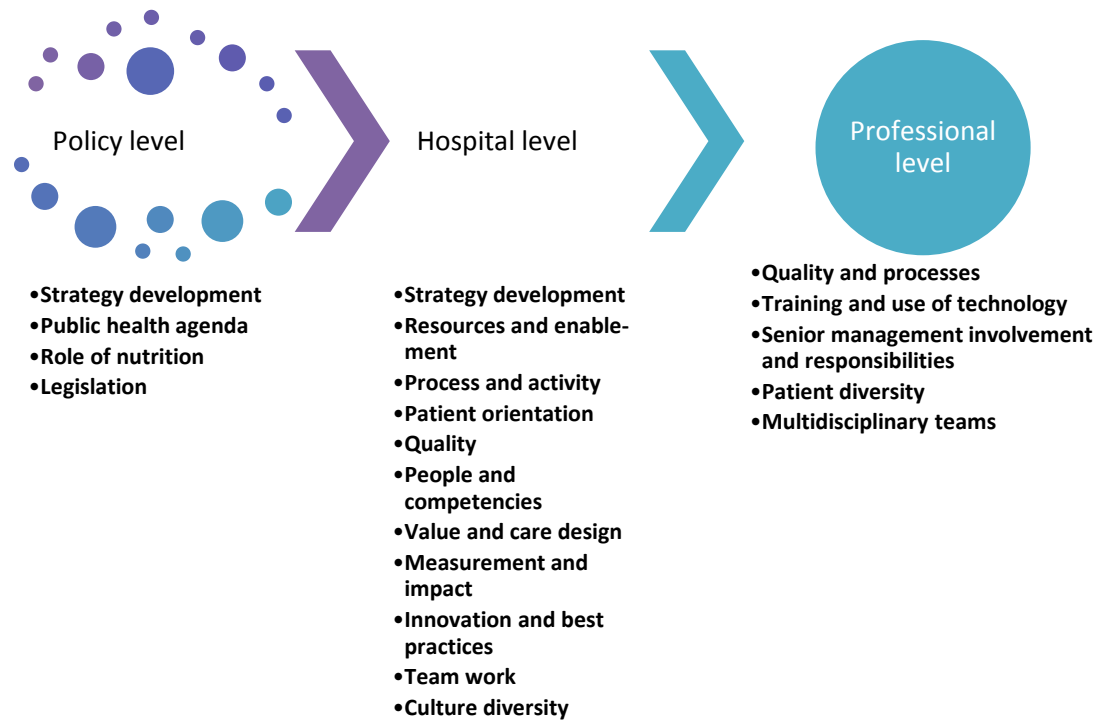 Policy level
•Strategy development
•Public health agenda
•Role of nutrition
•Legislation
Hospital level
•Strategy development
•Resources and enable-
ment
•Process and activity
•Patient orientation
•Quality
•People and
competencies
•Value and care design
•Measurement and
impact
•Innovation and best
practices
•Team work
•Culture diversity
Professional
level
•Quality and processes
•Training and use of technology
•Senior management involvement
and responsibilities
•Patient diversity
•Multidisciplinary teams